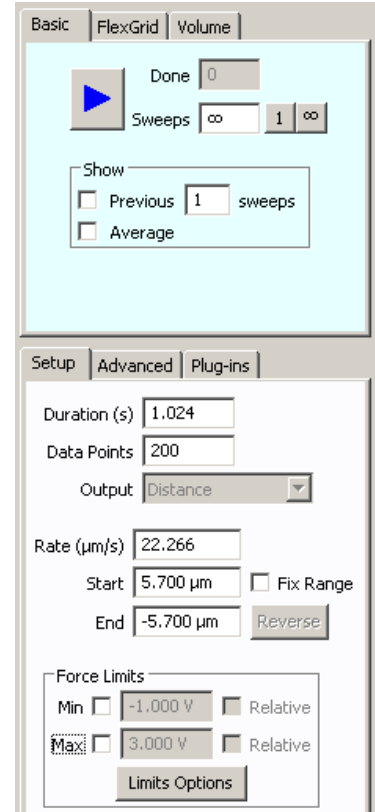 Basic FlexGrid Volume
Done 0
Sweeps ∞ 1 ∞
Show
Previous 1 sweeps
Average
Setup Advanced Plug-ins
Duration (s) 1.024
Data Points 200
Output Distance
Rate (µm/s) 22.266
Start 5.700 µm Fix Range
End -5.700 µm Reverse
Force Limits
Min -1.000 V Relative
Max 3.000 V Relative
Limits Options